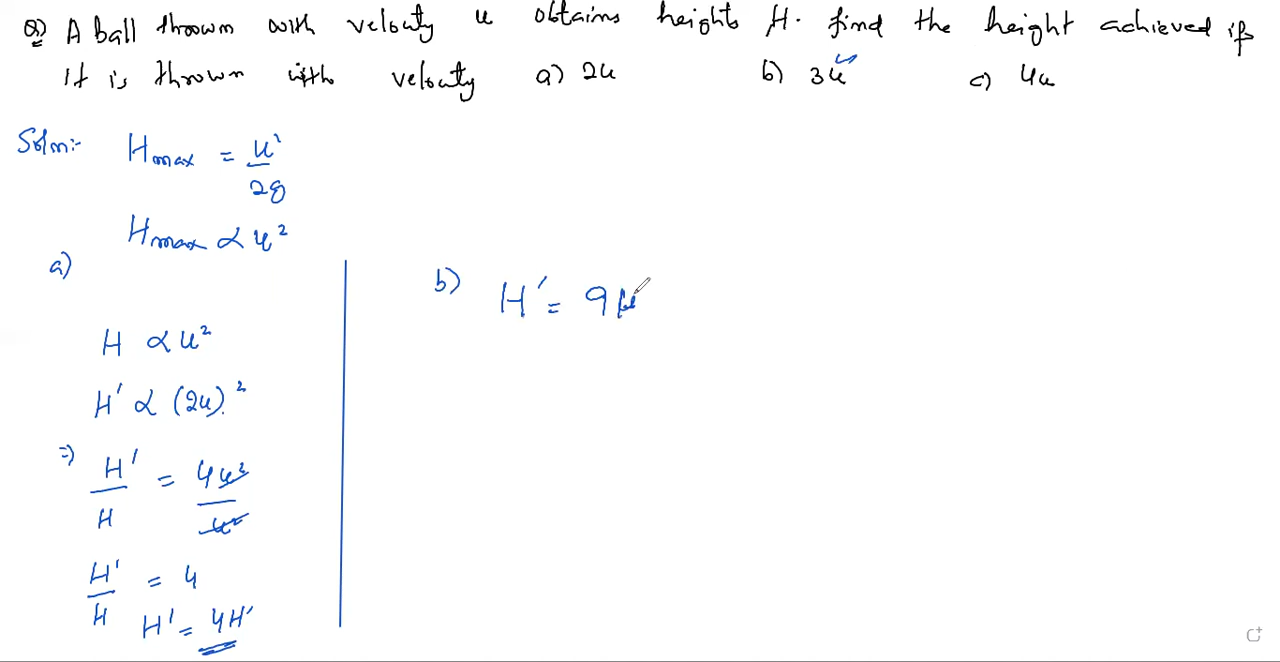 Q) A ball thrown with velocity u obtains heights H. find the height achieved if
it is thrown with velocity a) 2u b) 3u c) 4u
Soln:- Hmax = u²/2g
Hmax ∝ u²
a)
H ∝ u²
H' ∝ (2u)²
=) H'/H = 4u²/u²
H'/H = 4
H' = 4H'
b) H' = 9H